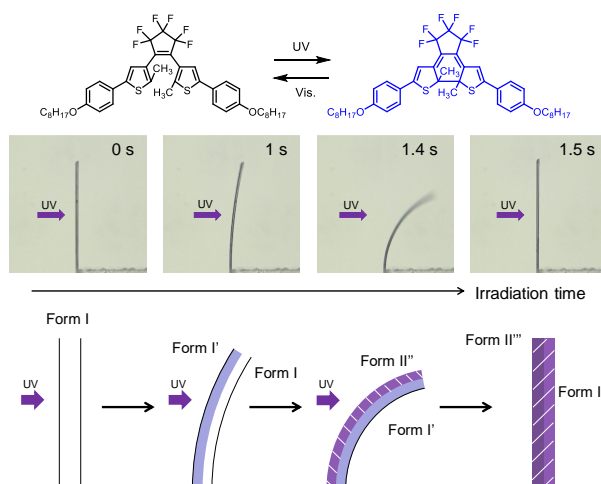 F F
F F
F F
CH₃
S S
H₃C
C₈H₁₇O
OC₈H₁₇
UV
Vis.
F F
F F
F F
CH₃
S S
H₃C
C₈H₁₇O
OC₈H₁₇
0 s
UV
1 s
UV
1.4 s
UV
1.5 s
UV
Irradiation time
Form I
UV
Form I’
Form I
UV
Form II’’
Form I’
UV
Form II’’’
Form I